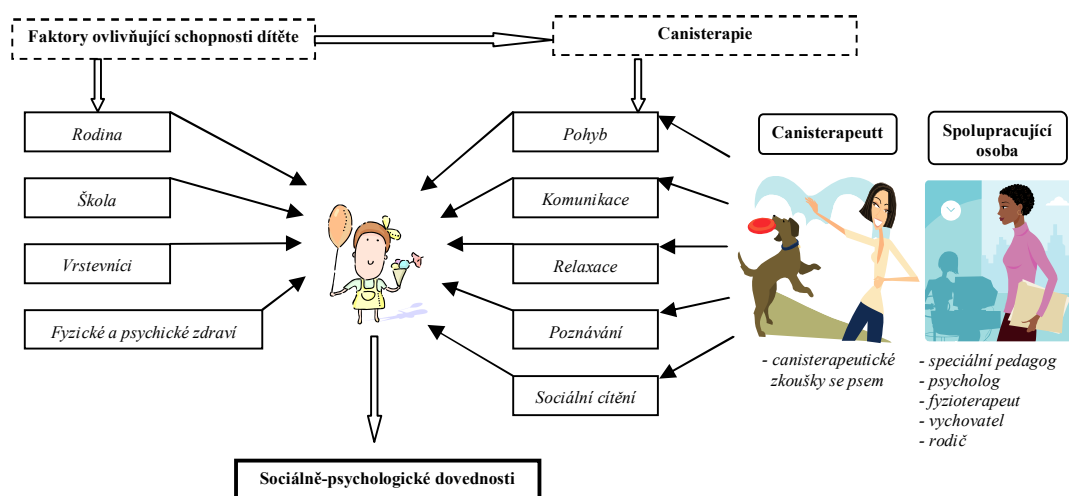 Faktory ovlivňující schopnosti dítěte
Canisterapie
Rodina
Škola
Vrstevníci
Fyzické a psychické zdraví
Pohyb
Komunikace
Relaxace
Poznávání
Sociální cítění
Canisterapeutt
Spolupracující
osoba
- canisterapeutické
zkoušky se psem
- speciální pedagog
- psycholog
- fyzioterapeut
- vychovatel
- rodič
Sociálně-psychologické dovednosti